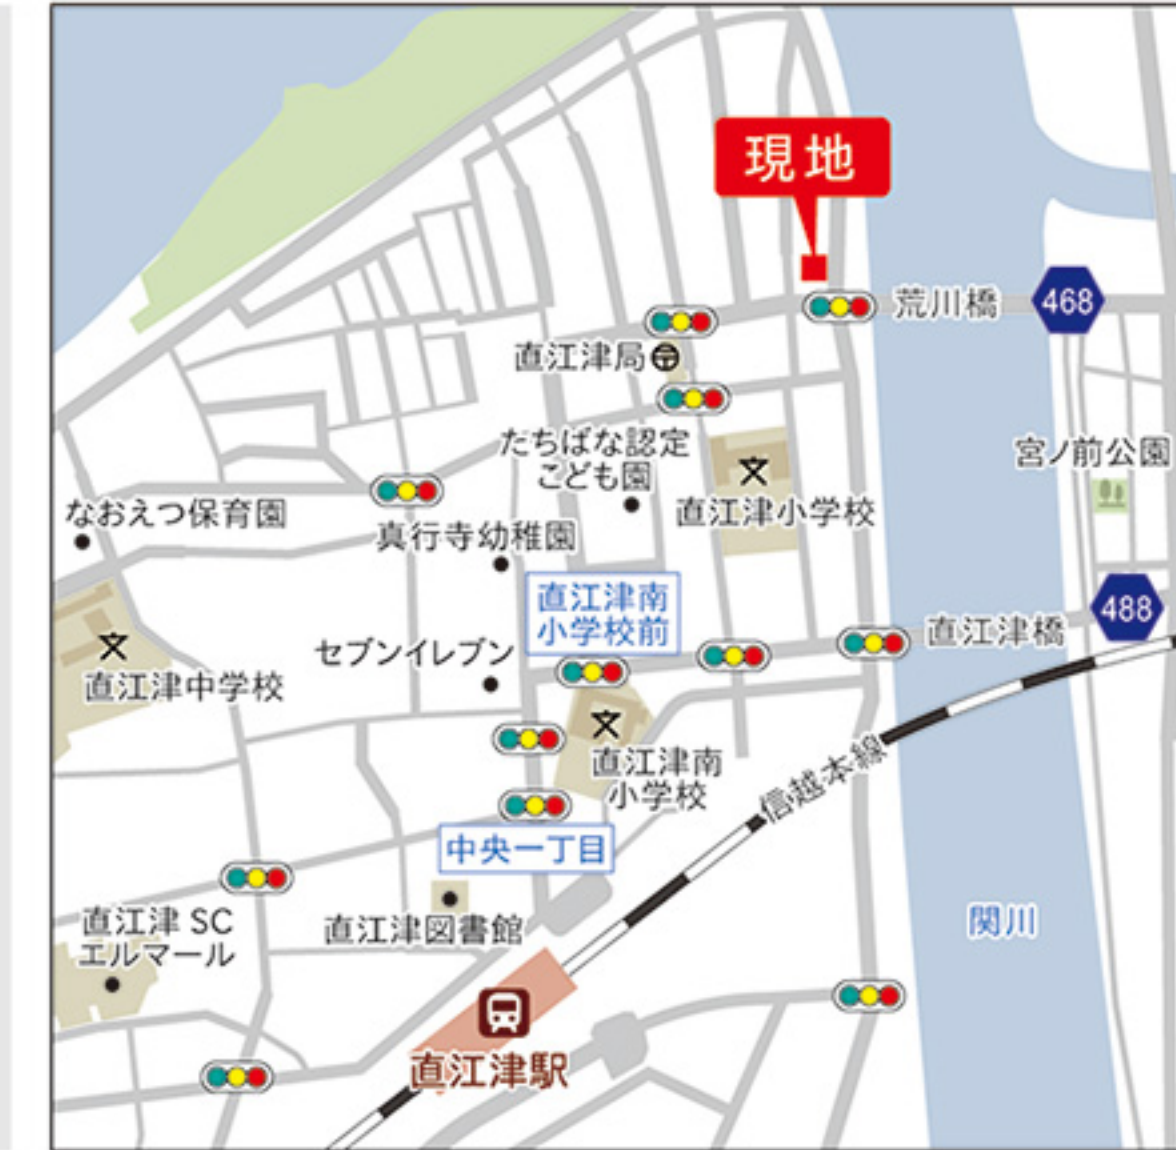 現地
荒川橋
468
直江津局
たちばな認定
こども園
宮ノ前公園
なおえつ保育園
真行寺幼稚園
直江津小学校
直江津南
小学校前
488
直江津橋
セブンイレブン
直江津中学校
直江津南
小学校
信越本線
中央一丁目
直江津 SC
エルマール
直江津図書館
関川
直江津駅